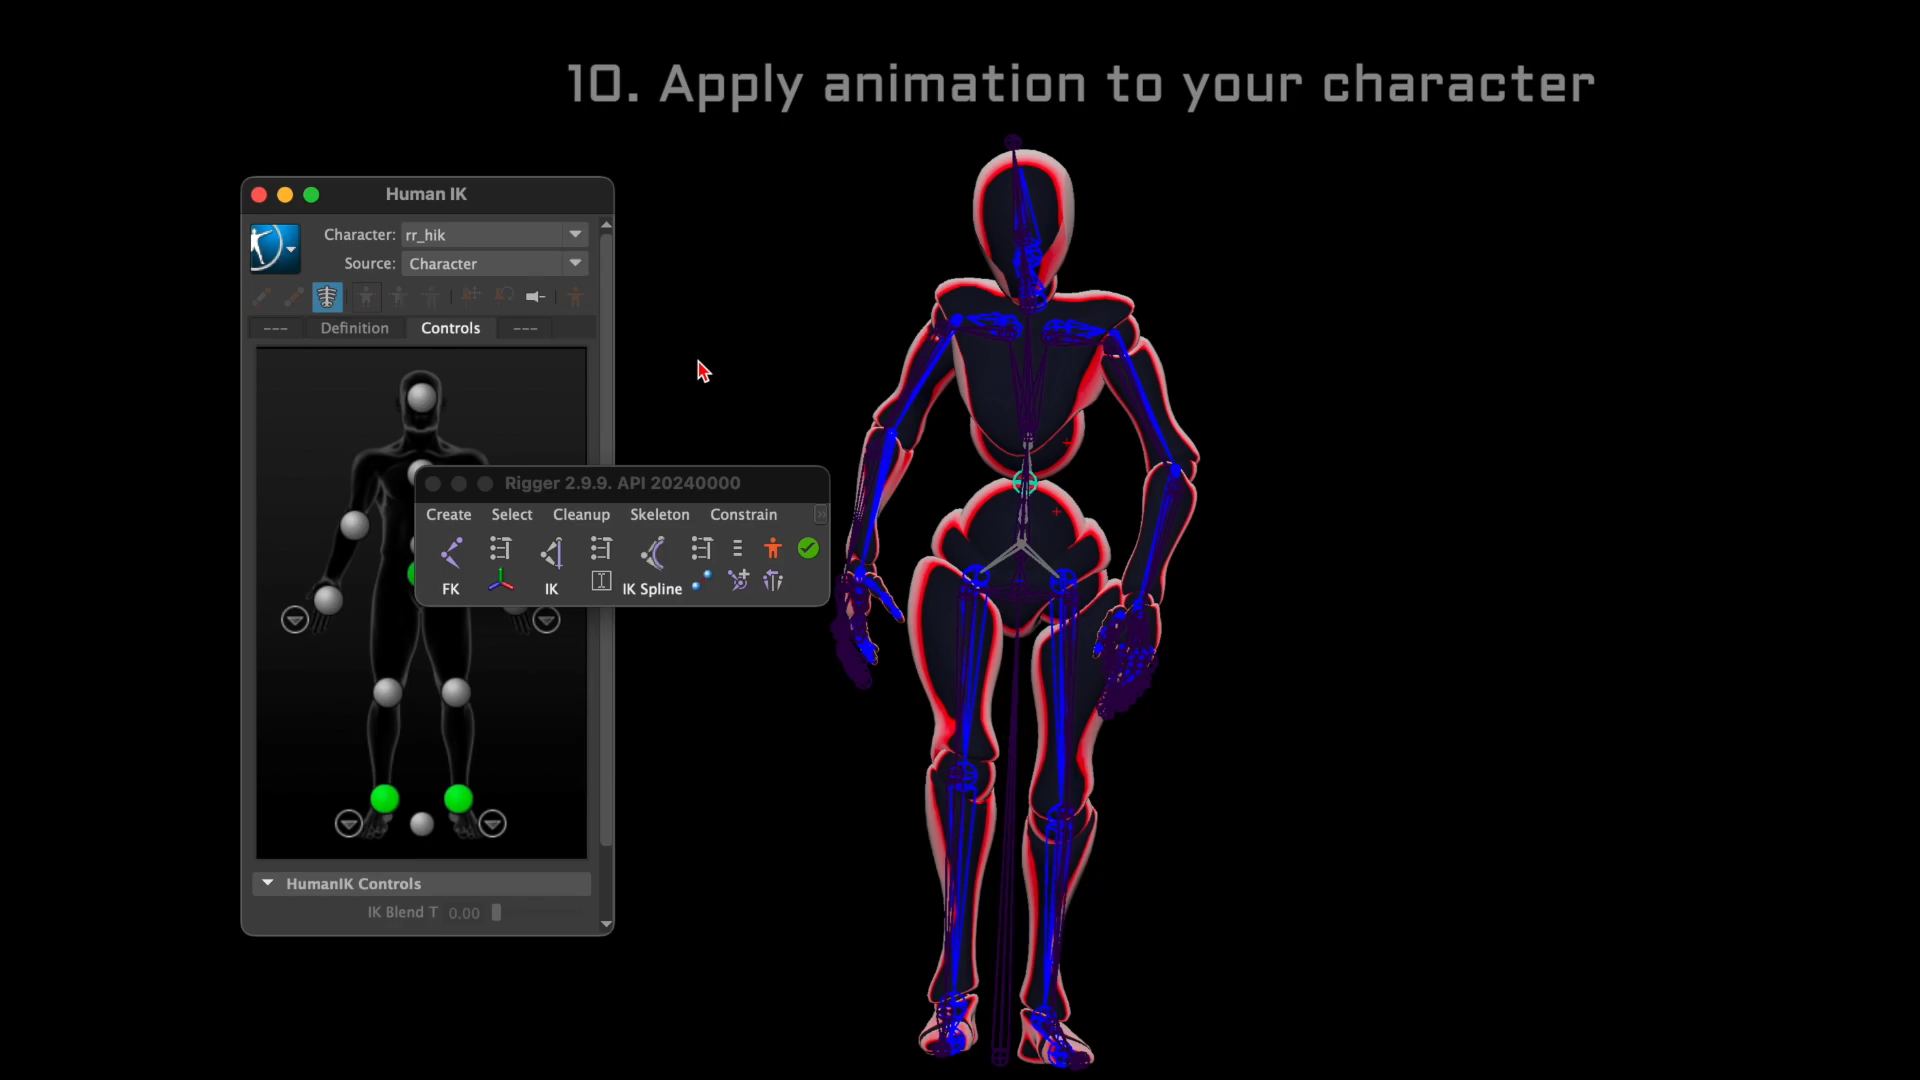 10. Apply animation to your character
Human IK
Character: rr_hik
Source: Character
--- Definition Controls ---
Rigger 2.9.9. API 20240000
Create Select Cleanup Skeleton Constrain
FK IK IK Spline
HumanIK Controls
IK Blend T 0.00